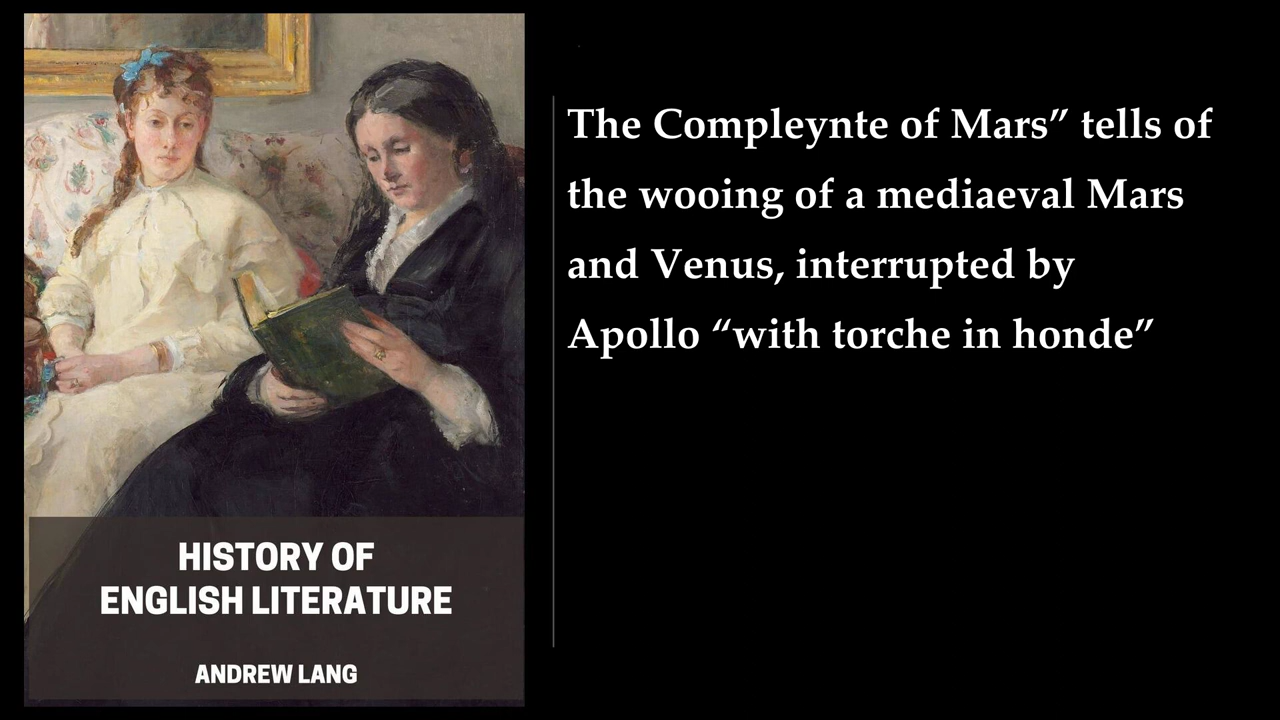 The Compleynte of Mars” tells of
the wooing of a mediaeval Mars
and Venus, interrupted by
Apollo “with torche in honde”
HISTORY OF
ENGLISH LITERATURE
ANDREW LANG